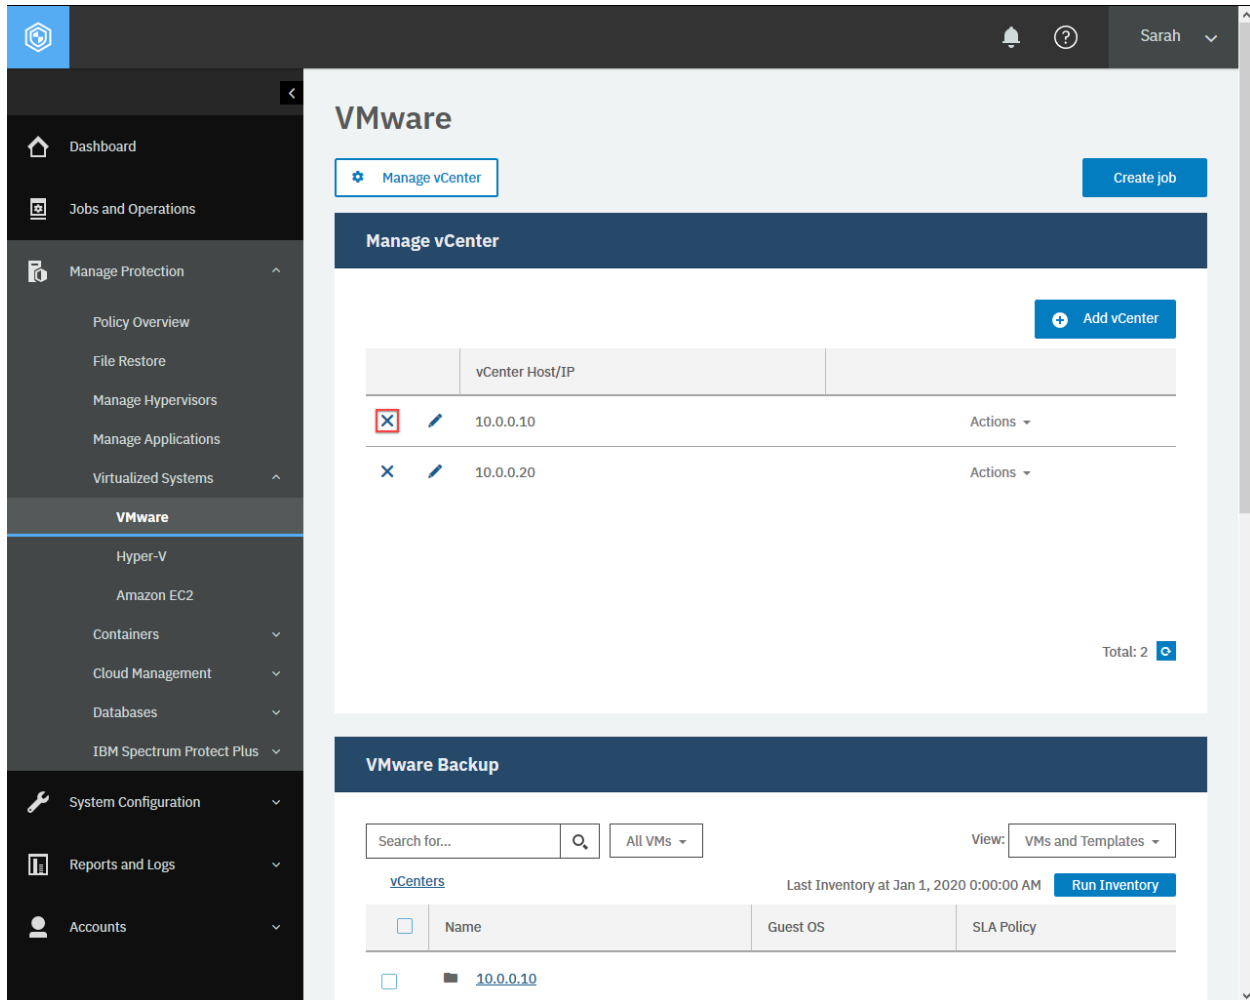 Sarah
Dashboard
Jobs and Operations
Manage Protection
Policy Overview
File Restore
Manage Hypervisors
Manage Applications
Virtualized Systems
VMware
Hyper-V
Amazon EC2
Containers
Cloud Management
Databases
IBM Spectrum Protect Plus
System Configuration
Reports and Logs
Accounts
VMware
Manage vCenter Create job
Manage vCenter
Add vCenter
vCenter Host/IP
10.0.0.10 Actions
10.0.0.20 Actions
Total: 2
VMware Backup
Search for... All VMs View: VMs and Templates
vCenters Last Inventory at Jan 1, 2020 0:00:00 AM Run Inventory
Name Guest OS SLA Policy
10.0.0.10